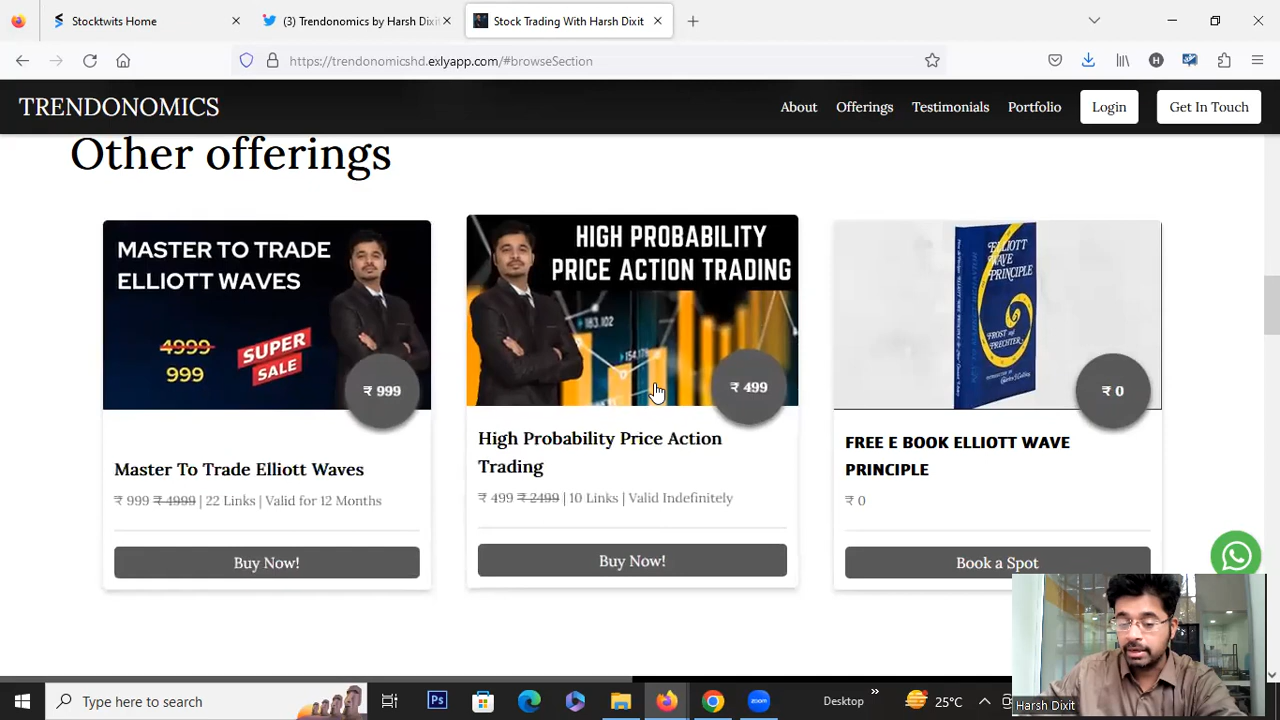 Stocktwits Home
(3) Trendonomics by Harsh Dixit
Stock Trading With Harsh Dixit
https://trendonomicshd.exlyapp.com/#browseSection
TRENDONOMICS
About
Offerings
Testimonials
Portfolio
Login
Get In Touch
Other offerings
MASTER TO TRADE
ELLIOTT WAVES
4999
999
SUPER
SALE
₹ 999
Master To Trade Elliott Waves
₹ 999 ₹ 4999 | 22 Links | Valid for 12 Months
Buy Now!
HIGH PROBABILITY
PRICE ACTION TRADING
183.102
₹ 499
High Probability Price Action
Trading
₹ 499 ₹ 2499 | 10 Links | Valid Indefinitely
Buy Now!
ELLIOTT
WAVE
PRINCIPLE
FROST and
PRECHTER
₹ 0
FREE E BOOK ELLIOTT WAVE
PRINCIPLE
₹ 0
Book a Spot
Harsh Dixit
Type here to search
Desktop
25°C